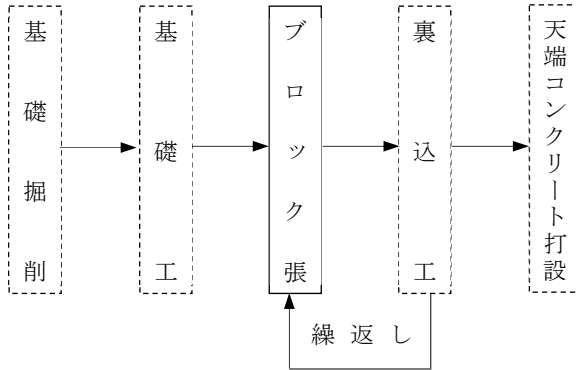 基礎掘削
基礎工
ブロック張
裏込工
天端コンクリート打設
繰返し